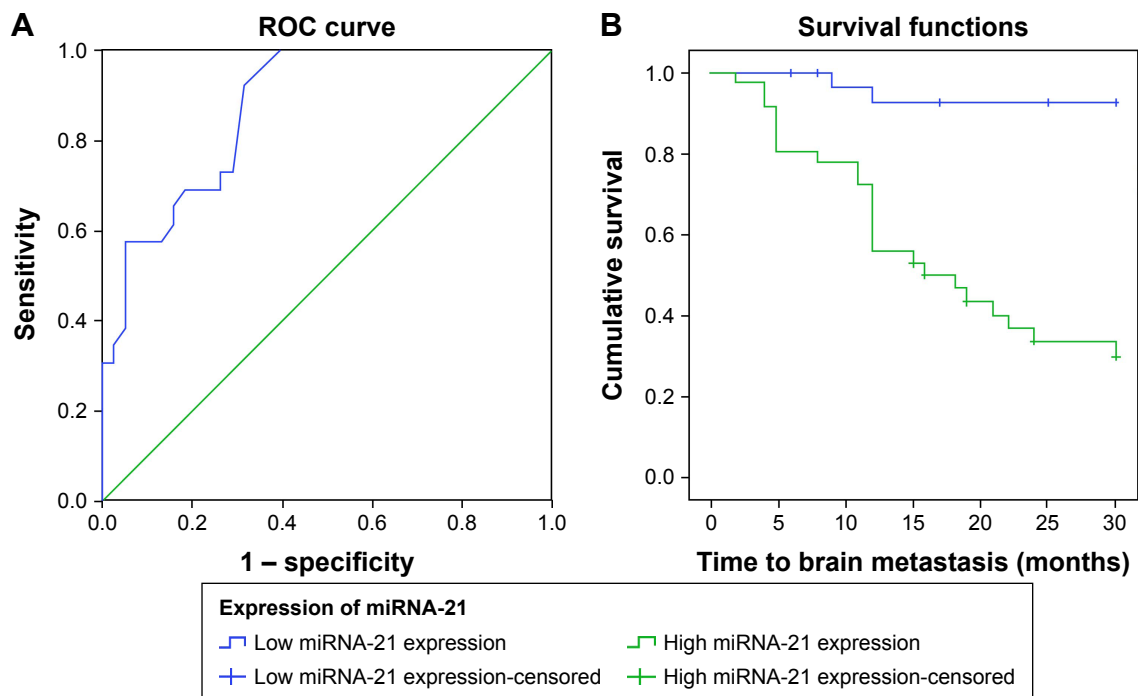 A
ROC curve
1.0
0.8
0.6
0.4
0.2
0.0
Sensitivity
0.0 0.2 0.4 0.6 0.8 1.0
1 – specificity
B
Survival functions
1.0
0.8
0.6
0.4
0.2
0.0
Cumulative survival
0 5 10 15 20 25 30
Time to brain metastasis (months)
Expression of miRNA-21
Low miRNA-21 expression
High miRNA-21 expression
Low miRNA-21 expression-censored
High miRNA-21 expression-censored